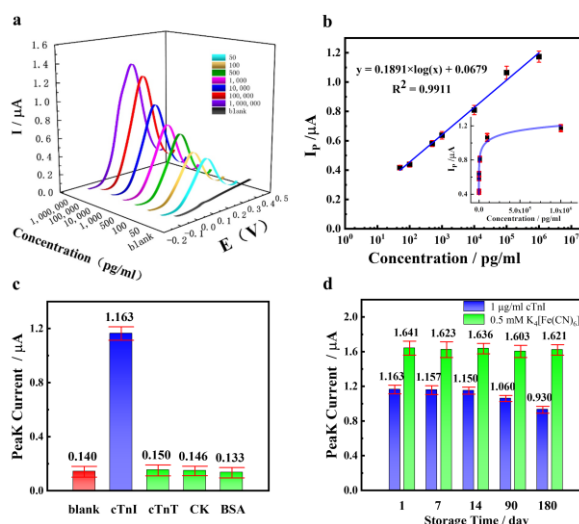 a
I / μA
1.6
1.4
1.2
1.0
0.8
0.6
0.4
0.2
0.0
50
100
500
1,000
10,000
100,000
1,000,000
blank
1,000,000
100,000
10,000
1,000
500
100
50
blank
Concentration (pg/ml)
-0.2
-0.1
0.0
0.1
0.2
0.3
0.4
0.5
E (V)
b
I_P/μA
1.2
0.8
0.4
0.0
y = 0.1891×log(x) + 0.0679
R² = 0.9911
I_P/μA
1.2
0.8
0.4
0.0
5.0x10⁵
1.0x10⁶
Concentration / pg/ml
10⁰ 10¹ 10² 10³ 10⁴ 10⁵ 10⁶ 10⁷
Concentration / pg/ml
c
PeaK Current / μA
1.2
0.8
0.4
0.0
0.140
1.163
0.150
0.146
0.133
blank cTnI cTnT CK BSA
d
PeaK Current / μA
2.0
1.6
1.2
0.8
0.4
0.0
1 μg/ml cTnI
0.5 mM K₄[Fe(CN)₆]
1.641
1.623
1.636
1.603
1.621
1.163
1.157
1.150
1.060
0.930
1 7 14 90 180
Storage Time / day